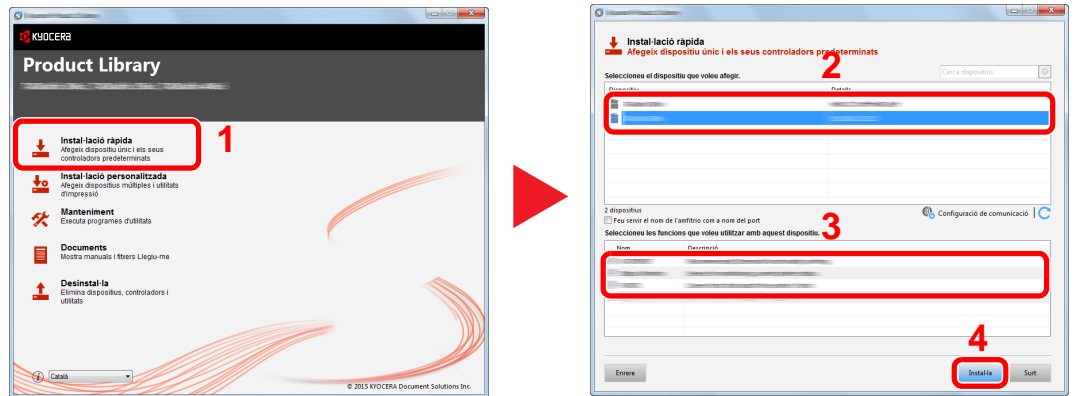 KYOCERA
Product Library
1
Instal·lació ràpida
Afegeix dispositiu únic i els seus
controladors predeterminats
Instal·lació personalitzada
Afegeix dispositius múltiples i utilitats
d'impressió
Manteniment
Executa programes d'utilitats
Documents
Mostra manuals i fitxers Llegiu-me
Desinstal·la
Elimina dispositius, controladors i
utilitats
Català
© 2015 KYOCERA Document Solutions Inc.
Instal·lació ràpida
Afegeix dispositiu únic i els seus controladors predeterminats
2
Seleccioneu el dispositiu que voleu afegir.
Cerca dispositius
Dispositiu Detalls
2 dispositius
Feu servir el nom de l'amfitrio com a nom del port
Configuració de comunicació
3
Seleccioneu les funcions que voleu utilitzar amb aquest dispositiu.
Nom Descripció
4
Enrere Instal·la Surt